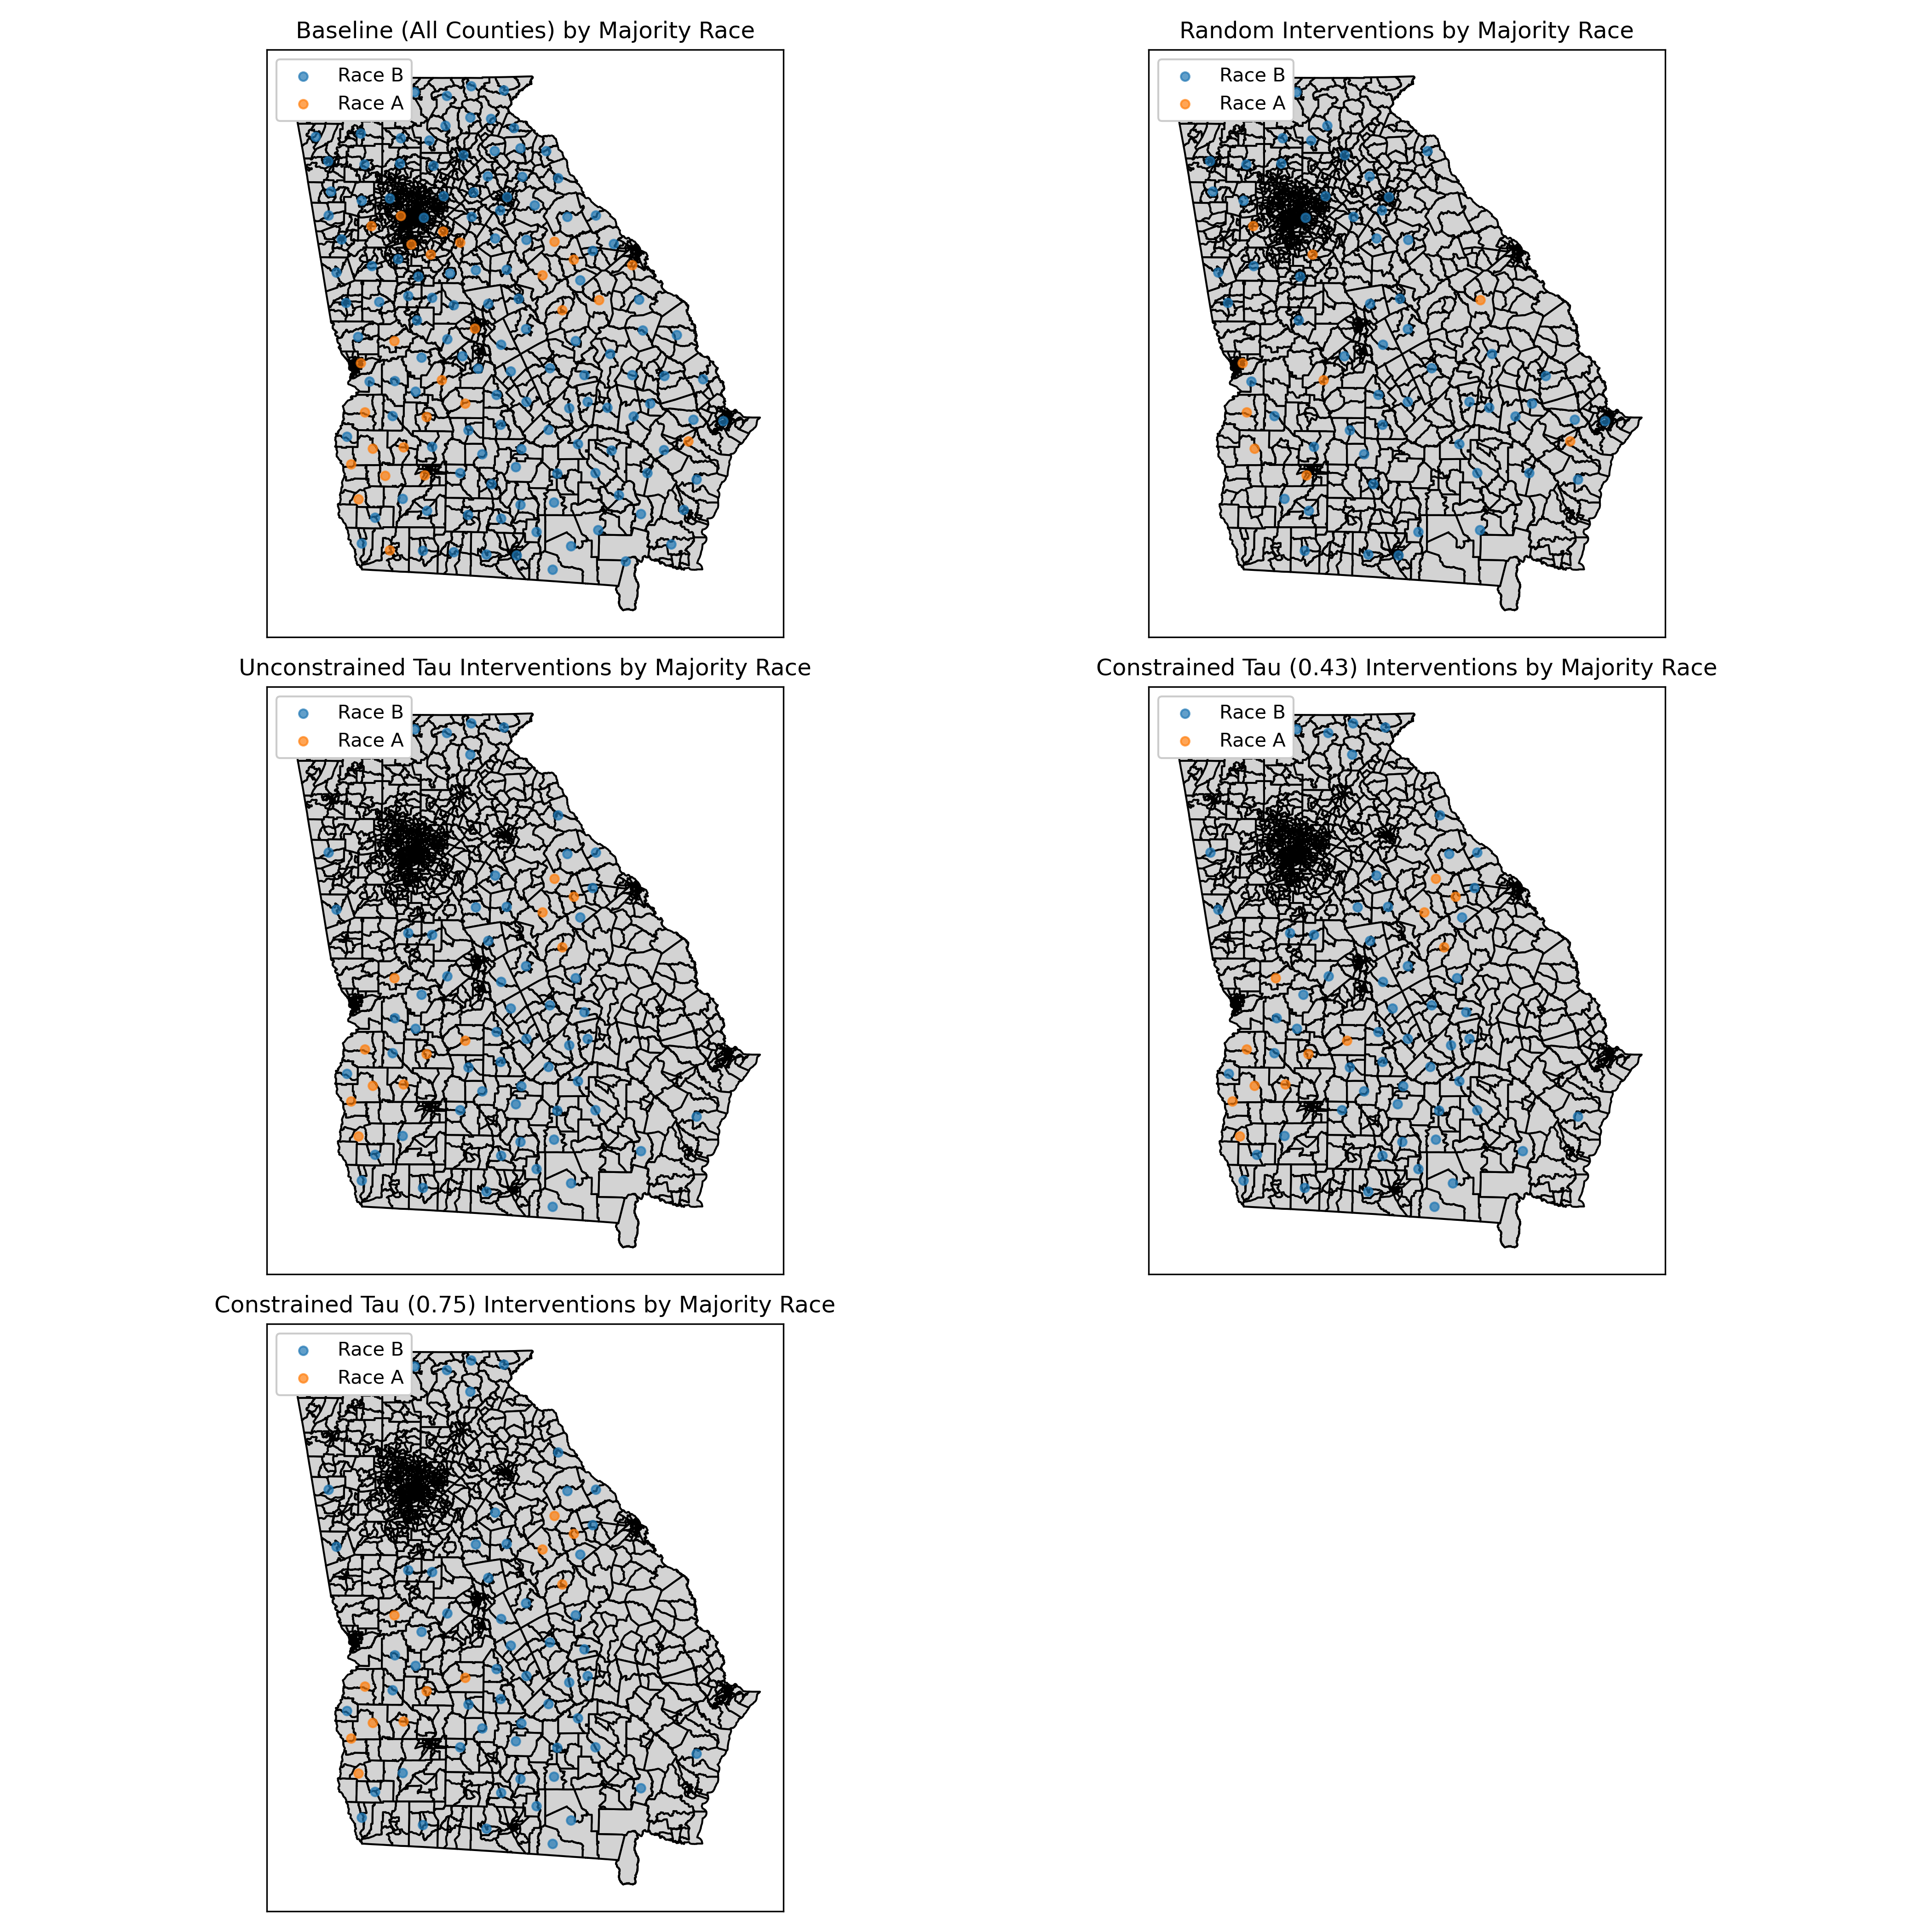 Baseline (All Counties) by Majority Race
Race B
Race A
Random Interventions by Majority Race
Race B
Race A
Unconstrained Tau Interventions by Majority Race
Race B
Race A
Constrained Tau (0.43) Interventions by Majority Race
Race B
Race A
Constrained Tau (0.75) Interventions by Majority Race
Race B
Race A